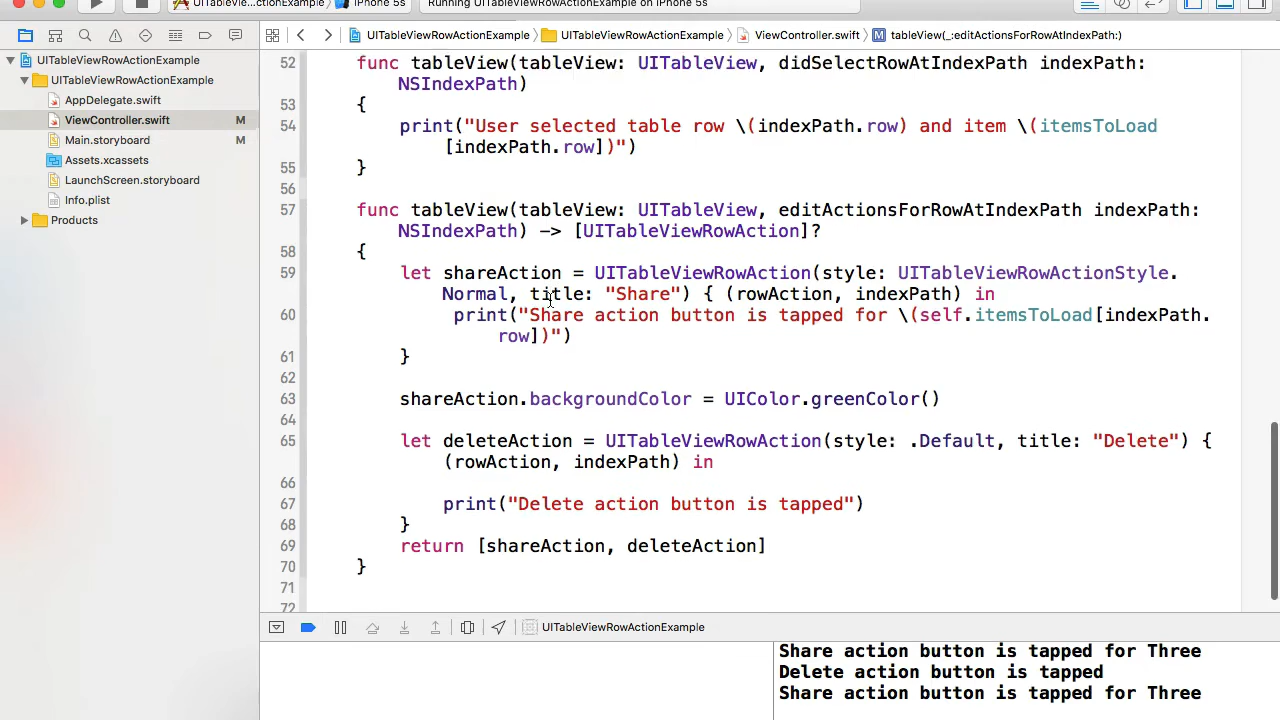 UITableVie...ctionExample
iPhone 5s
Running UITableViewRowActionExample on iPhone 5s
UITableViewRowActionExample
UITableViewRowActionExample
ViewController.swift
tableView(_:editActionsForRowAtIndexPath:)
UITableViewRowActionExample
UITableViewRowActionExample
AppDelegate.swift
ViewController.swift M
Main.storyboard M
Assets.xcassets
LaunchScreen.storyboard
Info.plist
Products
52 func tableView(tableView: UITableView, didSelectRowAtIndexPath indexPath:
NSIndexPath)
53 {
54 print("User selected table row \(indexPath.row) and item \(itemsToLoad
[indexPath.row])")
55 }
56
57 func tableView(tableView: UITableView, editActionsForRowAtIndexPath indexPath:
NSIndexPath) -> [UITableViewRowAction]?
58 {
59 let shareAction = UITableViewRowAction(style: UITableViewRowActionStyle.
Normal, title: "Share") { (rowAction, indexPath) in
60 print("Share action button is tapped for \(self.itemsToLoad[indexPath.
row])")
61 }
62
63 shareAction.backgroundColor = UIColor.greenColor()
64
65 let deleteAction = UITableViewRowAction(style: .Default, title: "Delete") {
(rowAction, indexPath) in
66
67 print("Delete action button is tapped")
68 }
69 return [shareAction, deleteAction]
70 }
71
72
UITableViewRowActionExample
Share action button is tapped for Three
Delete action button is tapped
Share action button is tapped for Three